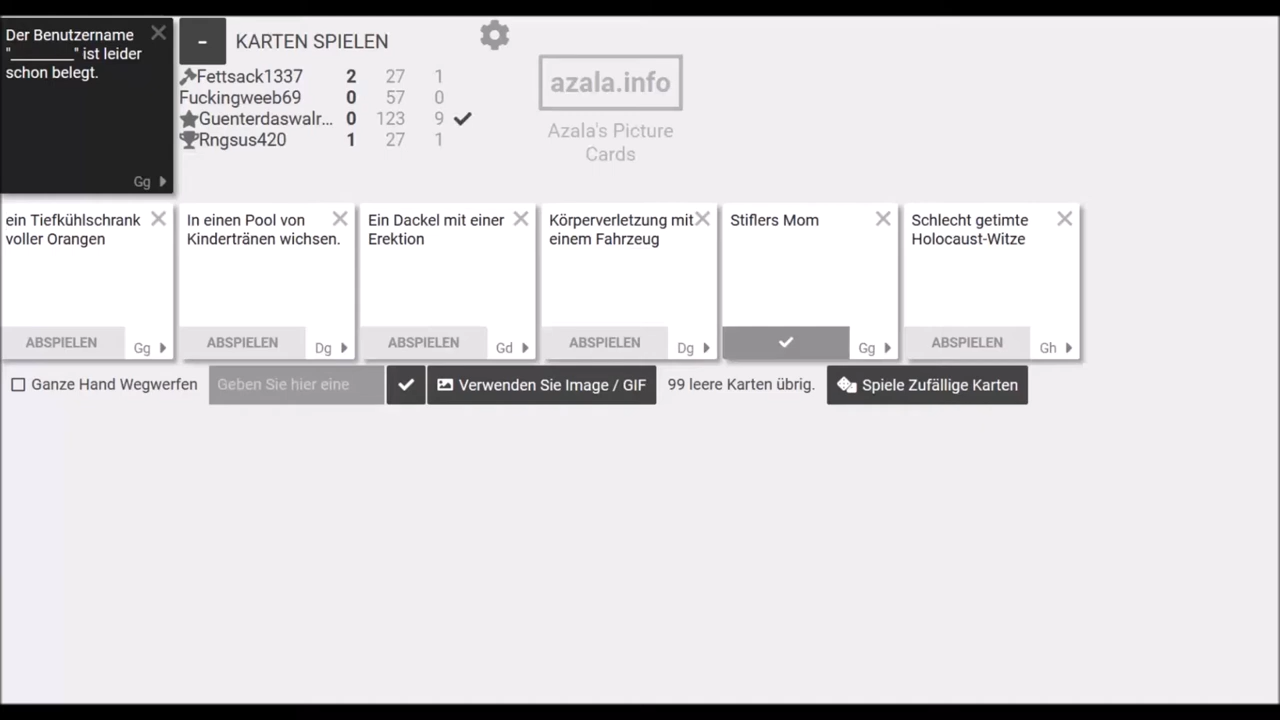 Der Benutzername
"________" ist leider
schon belegt.
Gg
-
KARTEN SPIELEN
Fettsack1337 2 27 1
Fuckingweeb69 0 57 0
Guenterdaswalr... 0 123 9
Rngsus420 1 27 1
azala.info
Azala's Picture
Cards
ein Tiefkühlschrank
voller Orangen
ABSPIELEN
Gg
In einen Pool von
Kindertränen wichsen.
ABSPIELEN
Dg
Ein Dackel mit einer
Erektion
ABSPIELEN
Gd
Körperverletzung mit
einem Fahrzeug
ABSPIELEN
Dg
Stiflers Mom
Gg
Schlecht getimte
Holocaust-Witze
ABSPIELEN
Gh
Ganze Hand Wegwerfen
Geben Sie hier eine
Verwenden Sie Image / GIF
99 leere Karten übrig.
Spiele Zufällige Karten